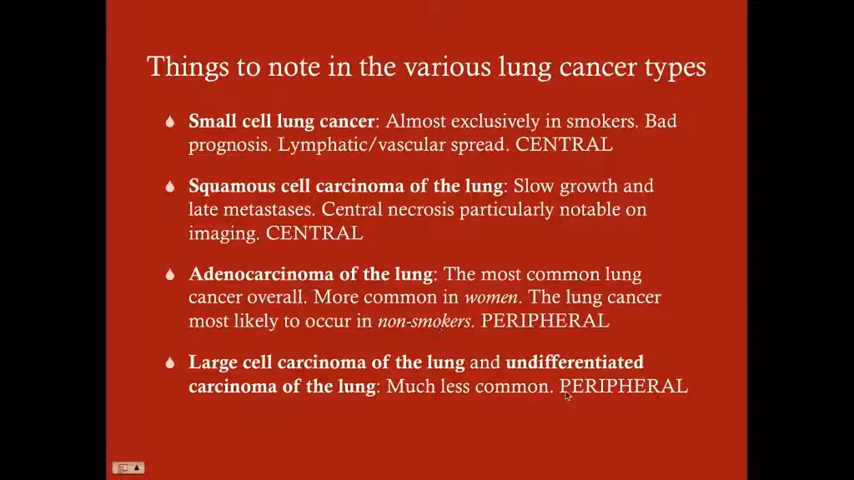 Things to note in the various lung cancer types
Small cell lung cancer: Almost exclusively in smokers. Bad
prognosis. Lymphatic/vascular spread. CENTRAL
Squamous cell carcinoma of the lung: Slow growth and
late metastases. Central necrosis particularly notable on
imaging. CENTRAL
Adenocarcinoma of the lung: The most common lung
cancer overall. More common in women. The lung cancer
most likely to occur in non-smokers. PERIPHERAL
Large cell carcinoma of the lung and undifferentiated
carcinoma of the lung: Much less common. PERIPHERAL